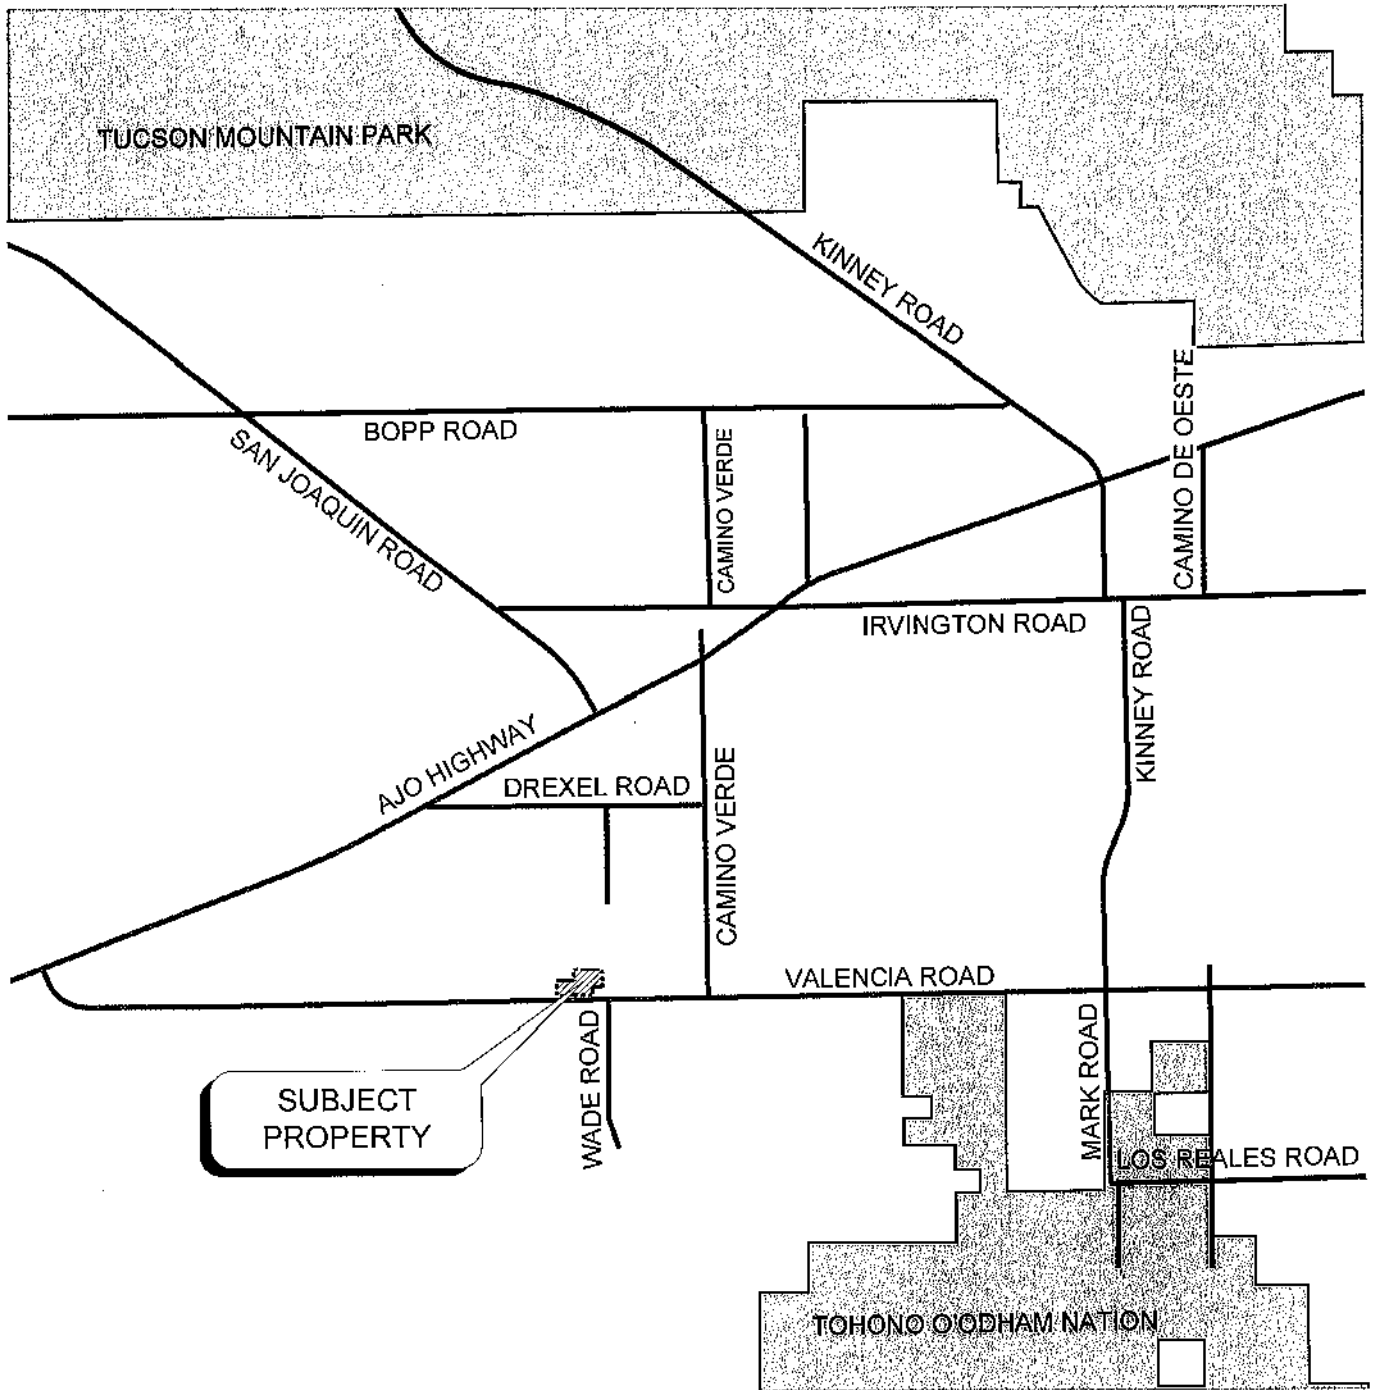 TUCSON MOUNTAIN PARK
KINNEY ROAD
CAMINO DE OESTE
BOPP ROAD
SAN JOAQUIN ROAD
CAMINO VERDE
IRVINGTON ROAD
KINNEY ROAD
AJO HIGHWAY
DREXEL ROAD
CAMINO VERDE
VALENCIA ROAD
WADE ROAD
MARK ROAD
SUBJECT
PROPERTY
LOS REALES ROAD
TOHONO O'ODHAM NATION